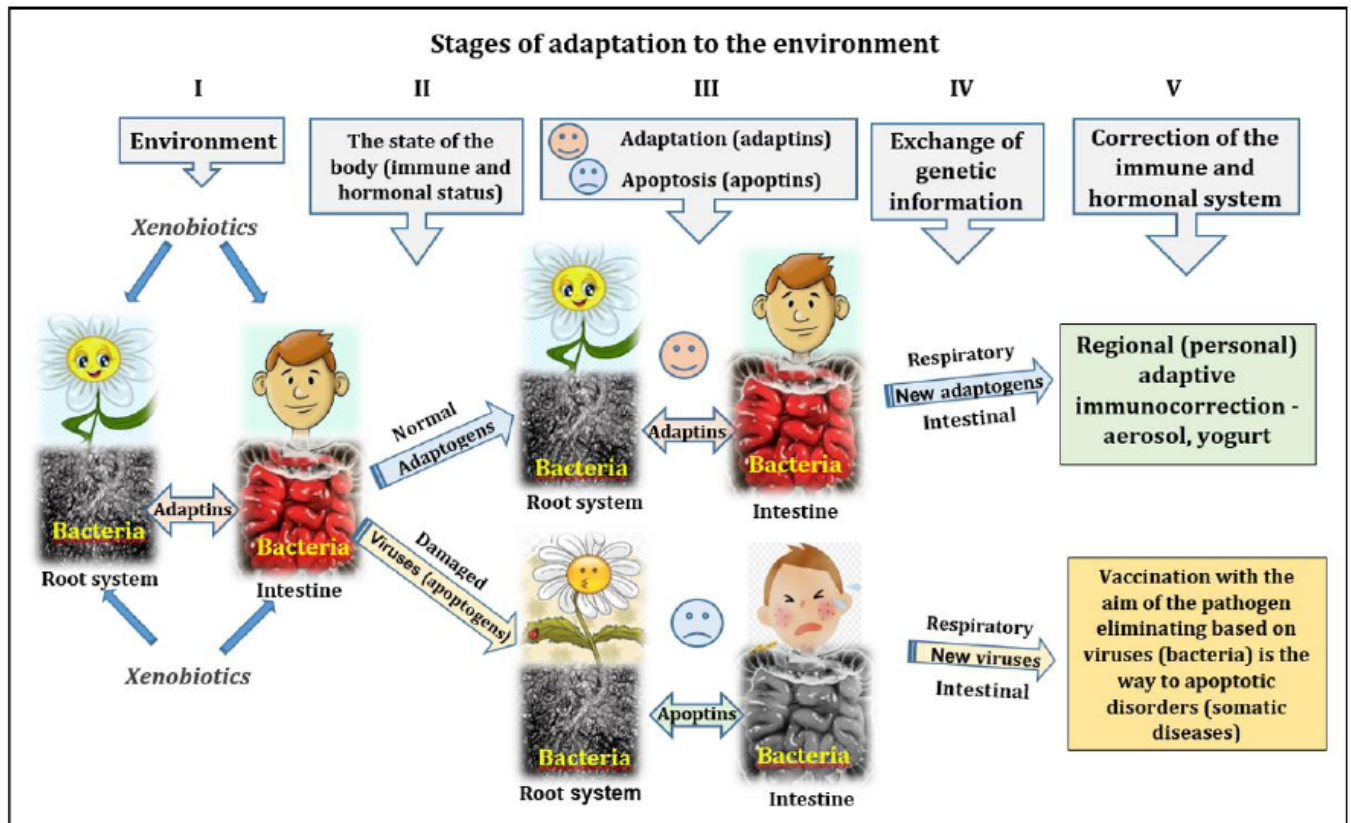 Stages of adaptation to the environment
I
II
III
IV
V
Environment
The state of the
body (immune and
hormonal status)
Adaptation (adaptins)
Apoptosis (apoptins)
Exchange of
genetic
information
Correction of the
immune and
hormonal system
Xenobiotics
Bacteria
Root system
Adaptins
Bacteria
Intestine
Xenobiotics
Normal
Adaptogens
Damaged
Viruses (apoptogens)
Bacteria
Root system
Adaptins
Bacteria
Intestine
Bacteria
Root system
Apoptins
Bacteria
Intestine
Respiratory
New adaptogens
Intestinal
Respiratory
New viruses
Intestinal
Regional (personal)
adaptive
immunocorrection -
aerosol, yogurt
Vaccination with the
aim of the pathogen
eliminating based on
viruses (bacteria) is the
way to apoptotic
disorders (somatic
diseases)